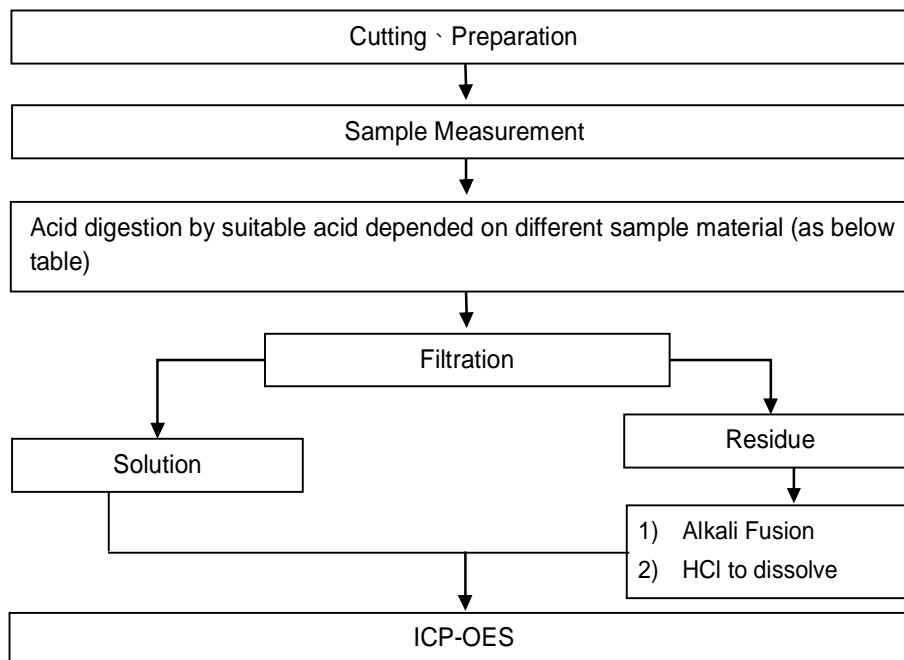 Cutting、Preparation
Sample Measurement
Acid digestion by suitable acid depended on different sample material (as below
table)
Filtration
Solution
Residue
1) Alkali Fusion
2) HCl to dissolve
ICP-OES